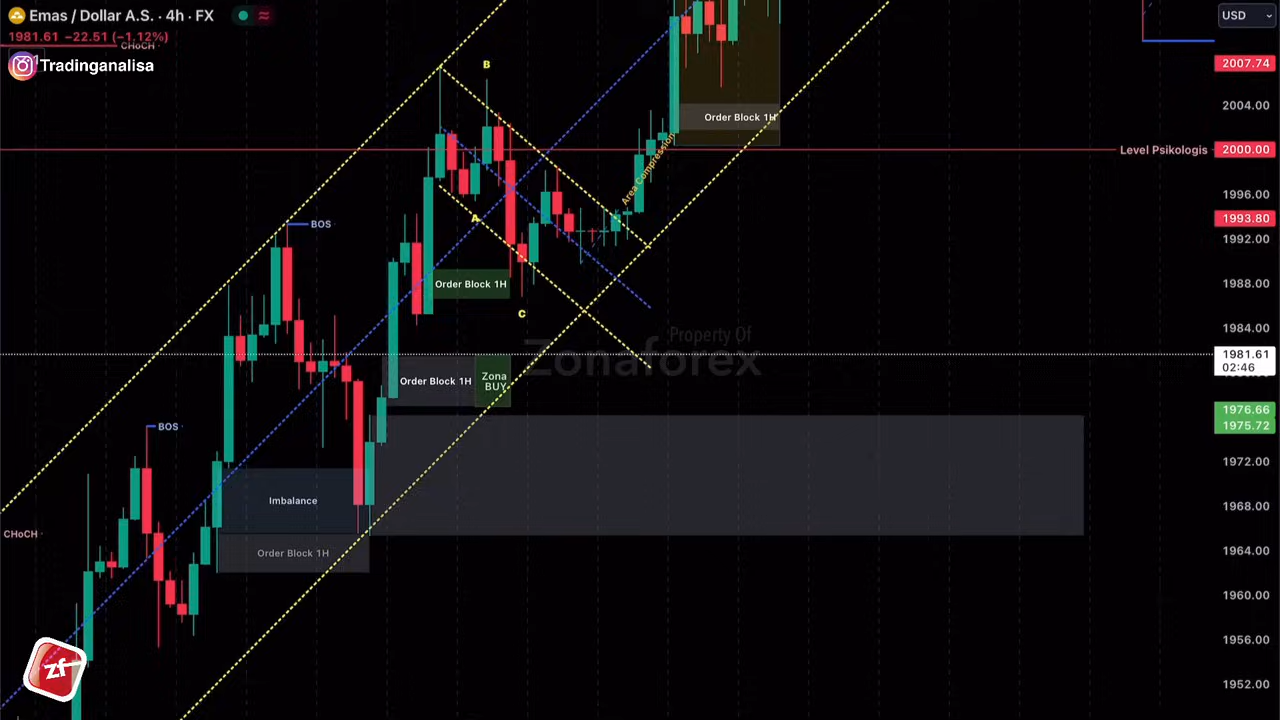 Emas / Dollar A.S. · 4h · FX
1981.61 −22.51 (−1.12%)
CHoCH
Tradinganalisa
USD
2007.74
2004.00
2000.00
1996.00
1993.80
1992.00
1988.00
1984.00
1981.61
02:46
1976.66
1975.72
1972.00
1968.00
1964.00
1960.00
1956.00
1952.00
B
Order Block 1H
Level Psikologis
Area Compression
A
BOS
Order Block 1H
C
Property Of
Zonaforex
Order Block 1H
Zona
BUY
BOS
Imbalance
CHoCH
Order Block 1H
zf